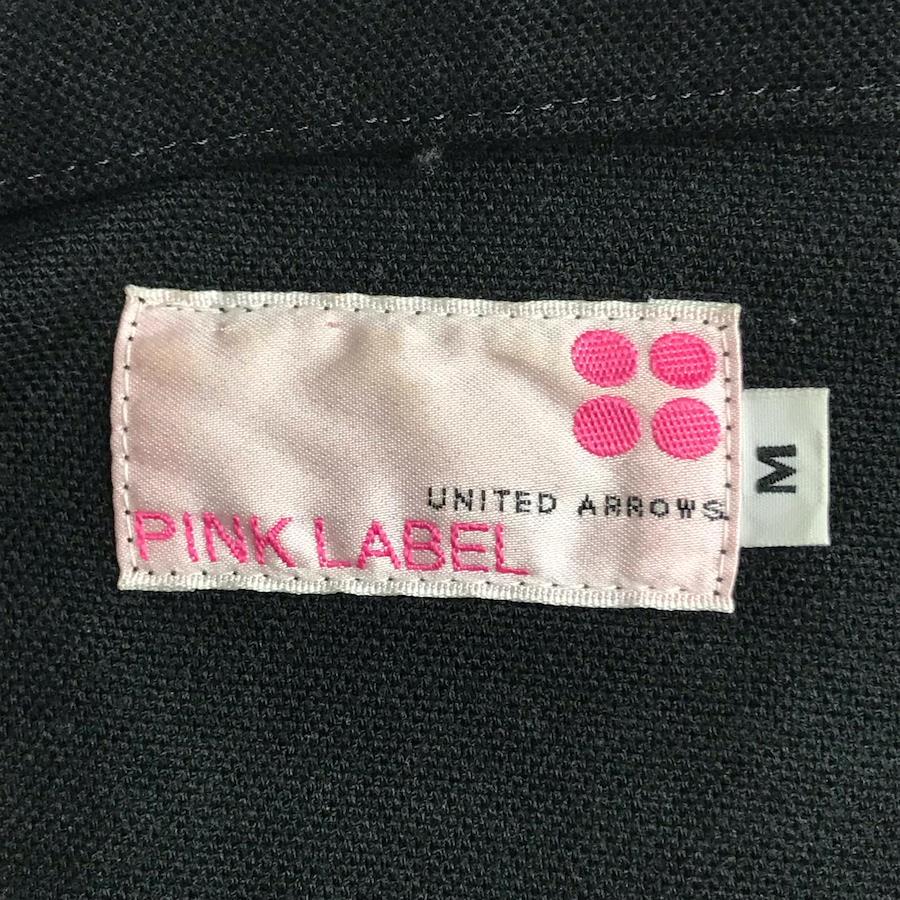 UNITED ARROWS
PINK LABEL
M